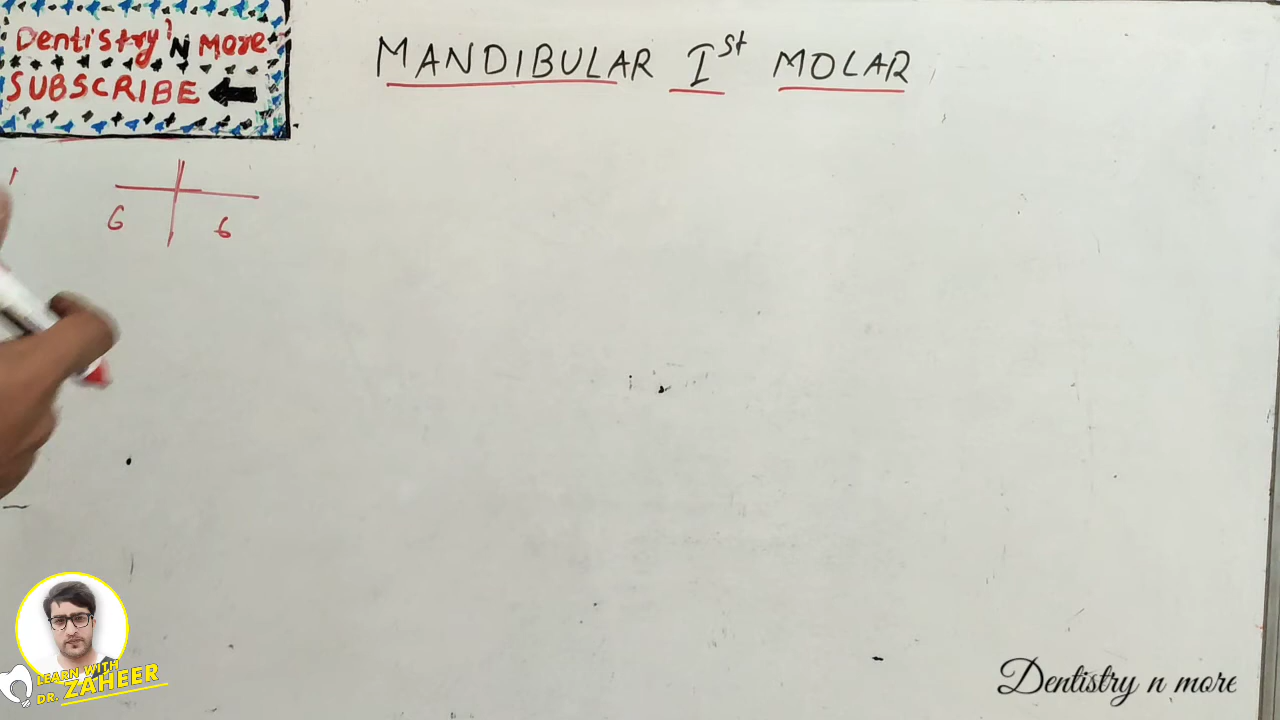 Dentistry'N More
SUBSCRIBE
MANDIBULAR Ist MOLAR
6 6
LEARN WITH
DR. ZAHEER
Dentistry n more